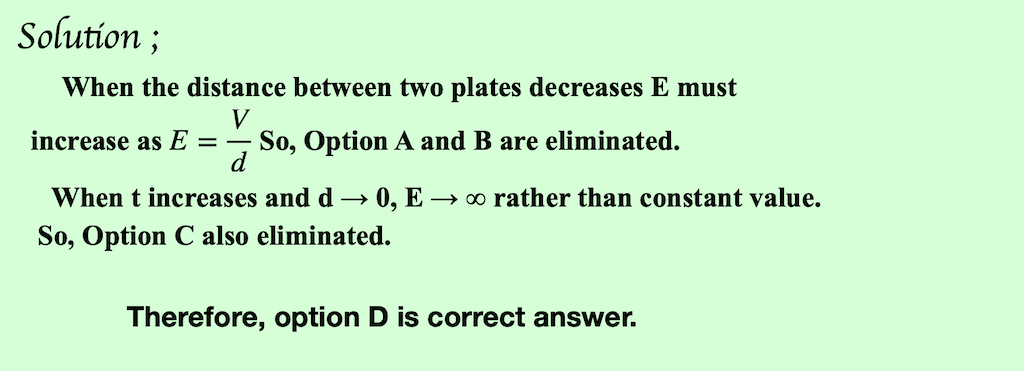 Solution ;
When the distance between two plates decreases E must
increase as E = V/d So, Option A and B are eliminated.
When t increases and d → 0, E → ∞ rather than constant value.
So, Option C also eliminated.
Therefore, option D is correct answer.